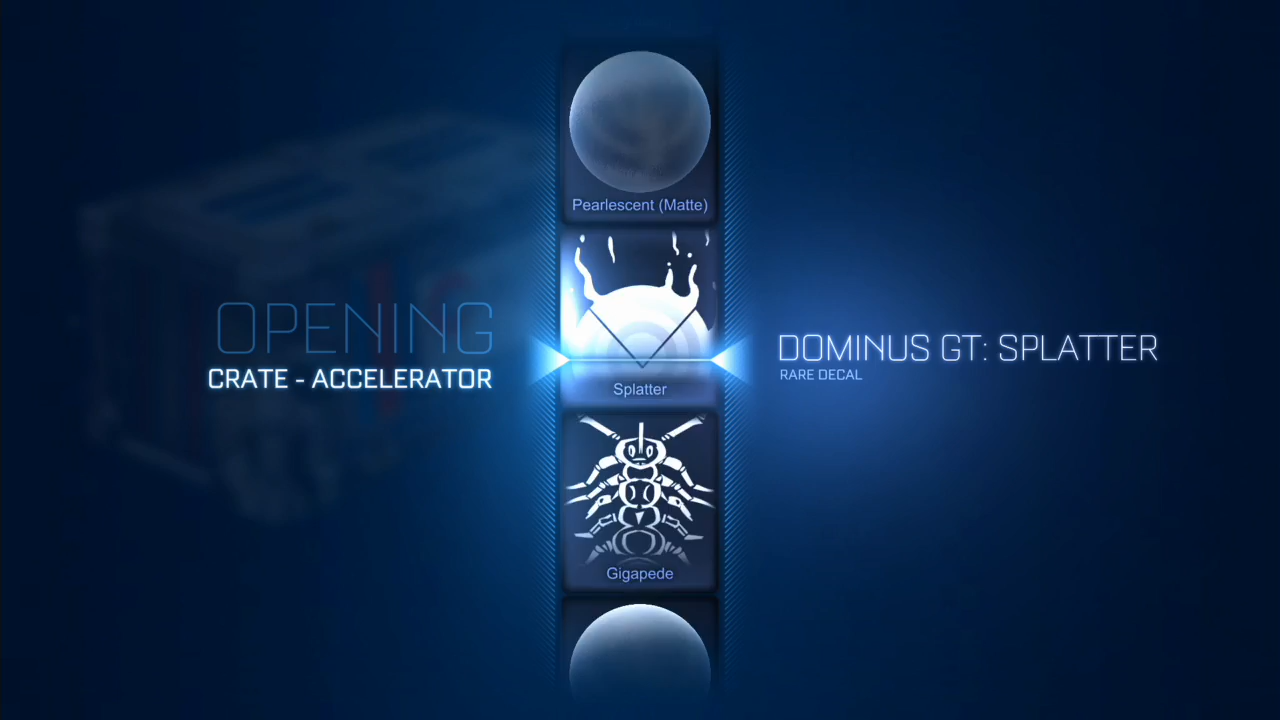 OPENING
CRATE - ACCELERATOR
Pearlescent (Matte)
Splatter
Gigapede
DOMINUS GT: SPLATTER
RARE DECAL